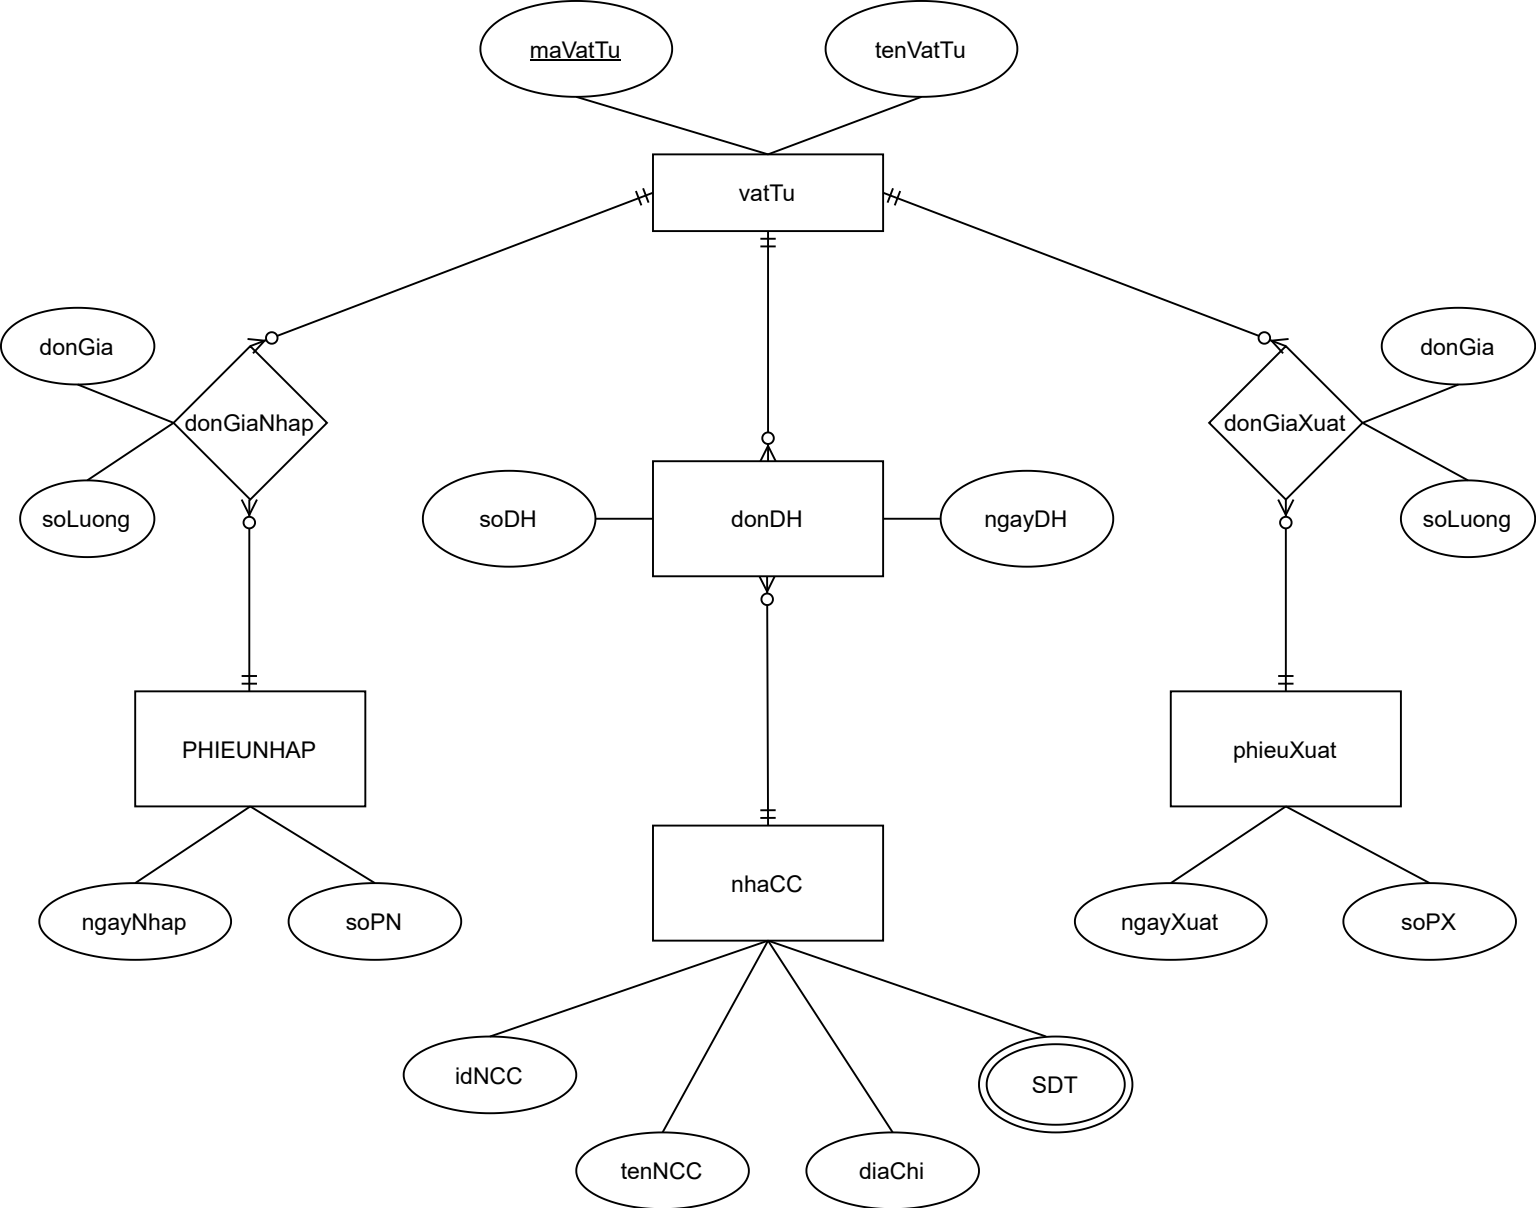 maVatTu
tenVatTu
vatTu
donGia
donGia
donGiaNhap
donGiaXuat
soLuong
soDH
donDH
ngayDH
soLuong
PHIEUNHAP
phieuXuat
nhaCC
ngayNhap
soPN
ngayXuat
soPX
idNCC
SDT
tenNCC
diaChi